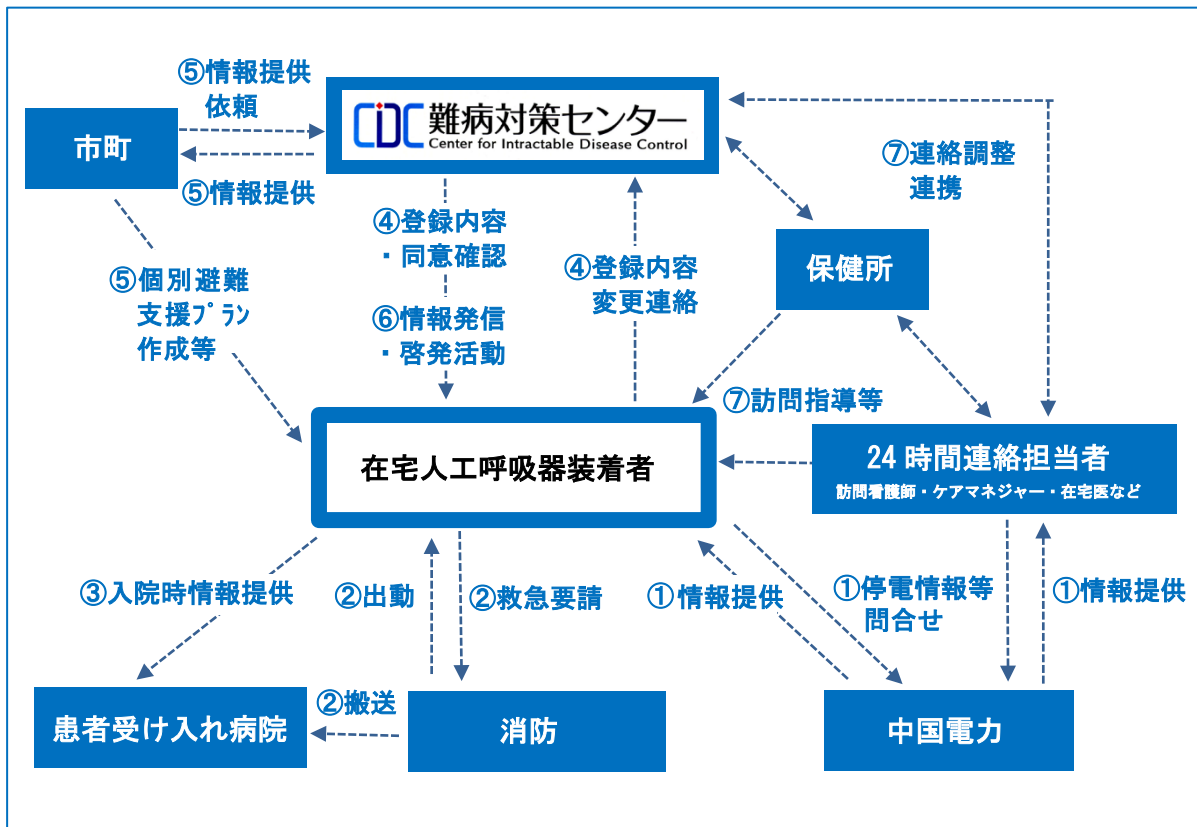 ⑤情報提供
依頼
市町
CIDC 難病対策センター
Center for Intractable Disease Control
⑤情報提供
⑦連絡調整
連携
④登録内容
・同意確認
④登録内容
変更連絡
保健所
⑤個別避難
支援プラン
作成等
⑥情報発信
・啓発活動
⑦訪問指導等
在宅人工呼吸器装着者
24時間連絡担当者
訪問看護師・ケアマネジャー・在宅医など
③入院時情報提供
②出動
②救急要請
①情報提供
①停電情報等
問合せ
①情報提供
患者受け入れ病院
②搬送
消防
中国電力